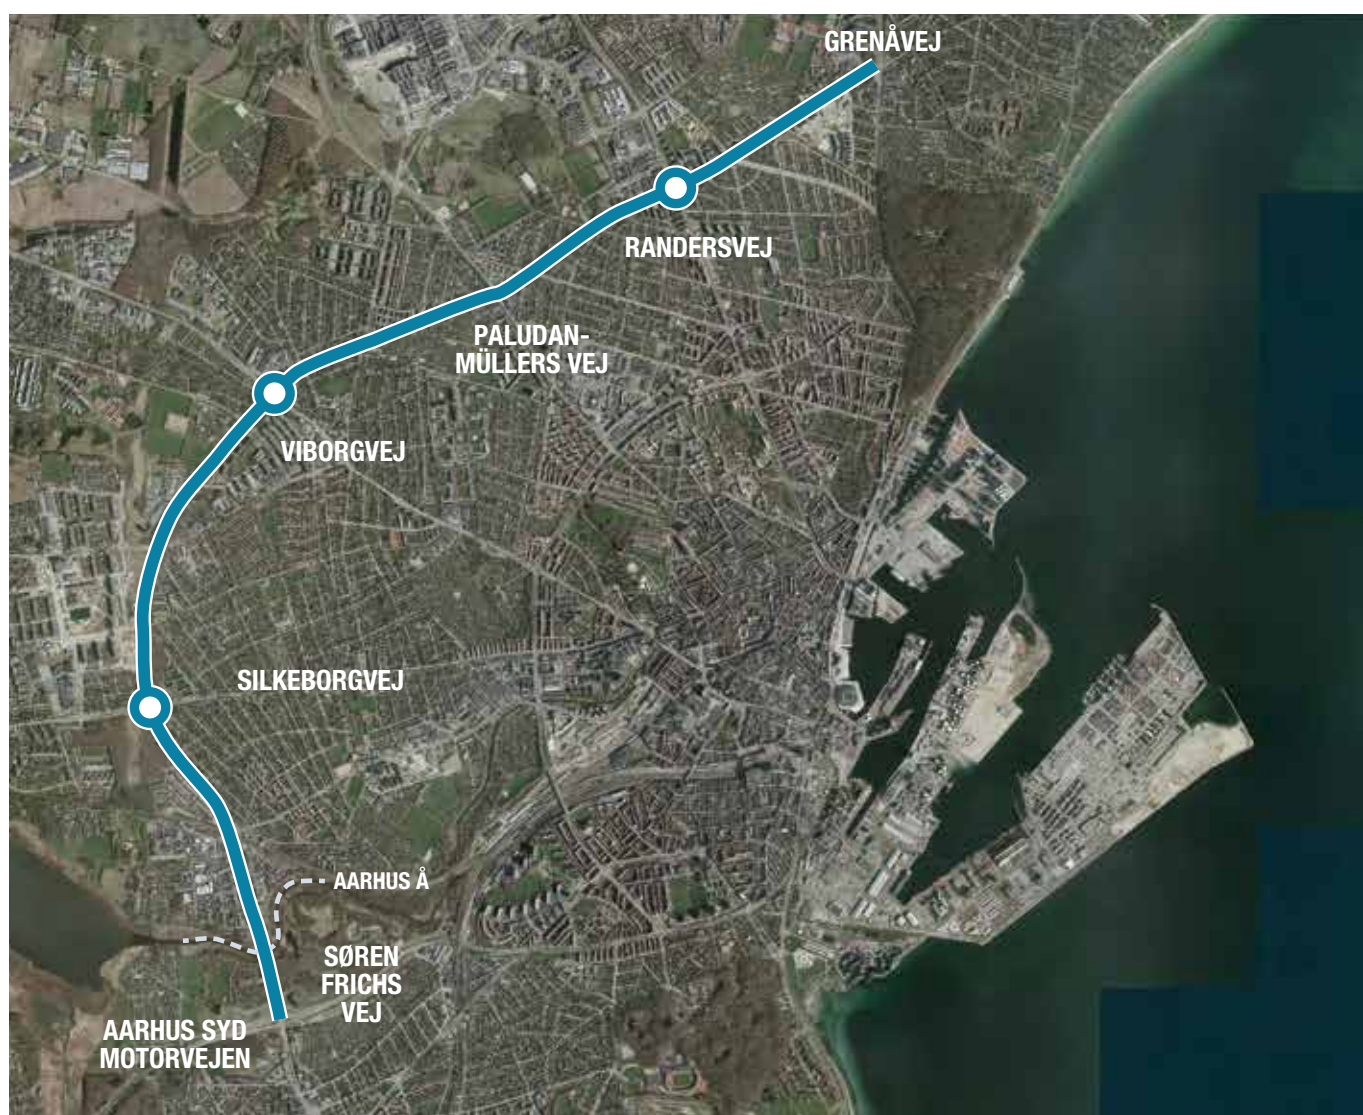 GRENÅVEJ
RANDERSVEJ
PALUDAN-
MÜLLERS VEJ
VIBORGVEJ
SILKEBORGVEJ
AARHUS Å
SØREN
FRICHS
VEJ
AARHUS SYD
MOTORVEJEN